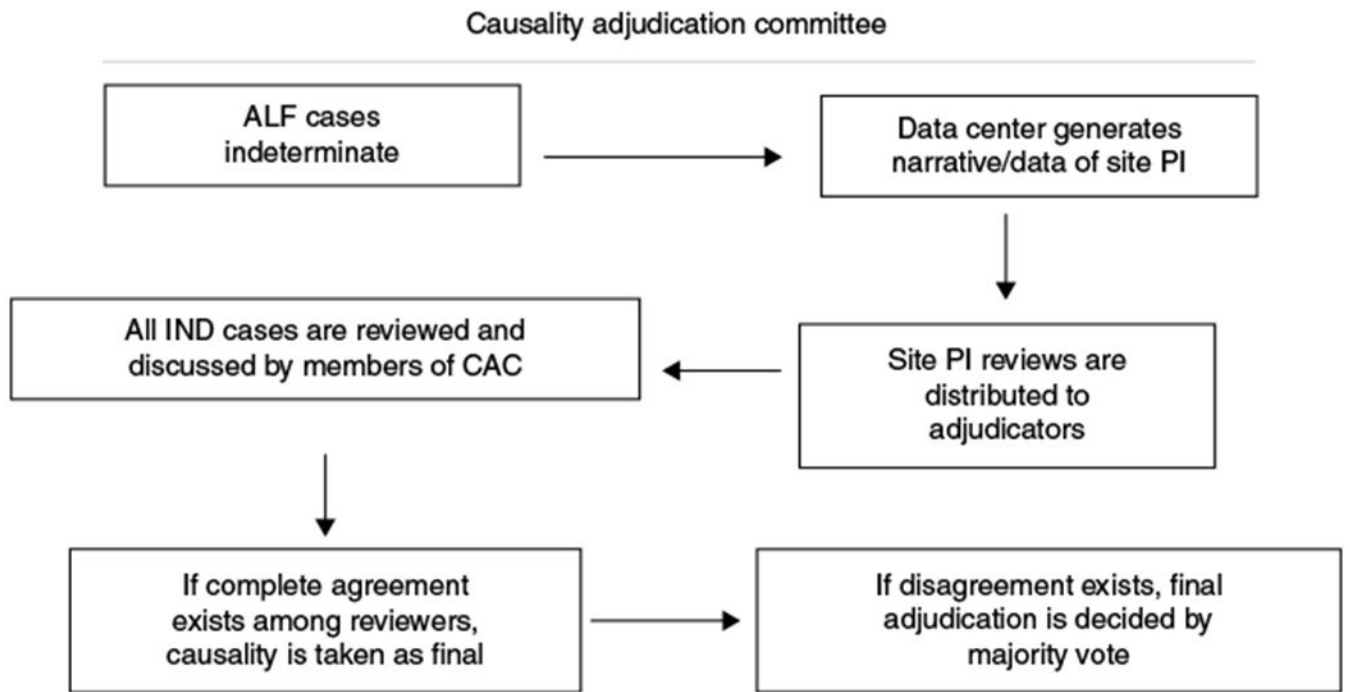 Causality adjudication committee
ALF cases
indeterminate
Data center generates
narrative/data of site PI
Site PI reviews are
distributed to
adjudicators
All IND cases are reviewed and
discussed by members of CAC
If complete agreement
exists among reviewers,
causality is taken as final
If disagreement exists, final
adjudication is decided by
majority vote